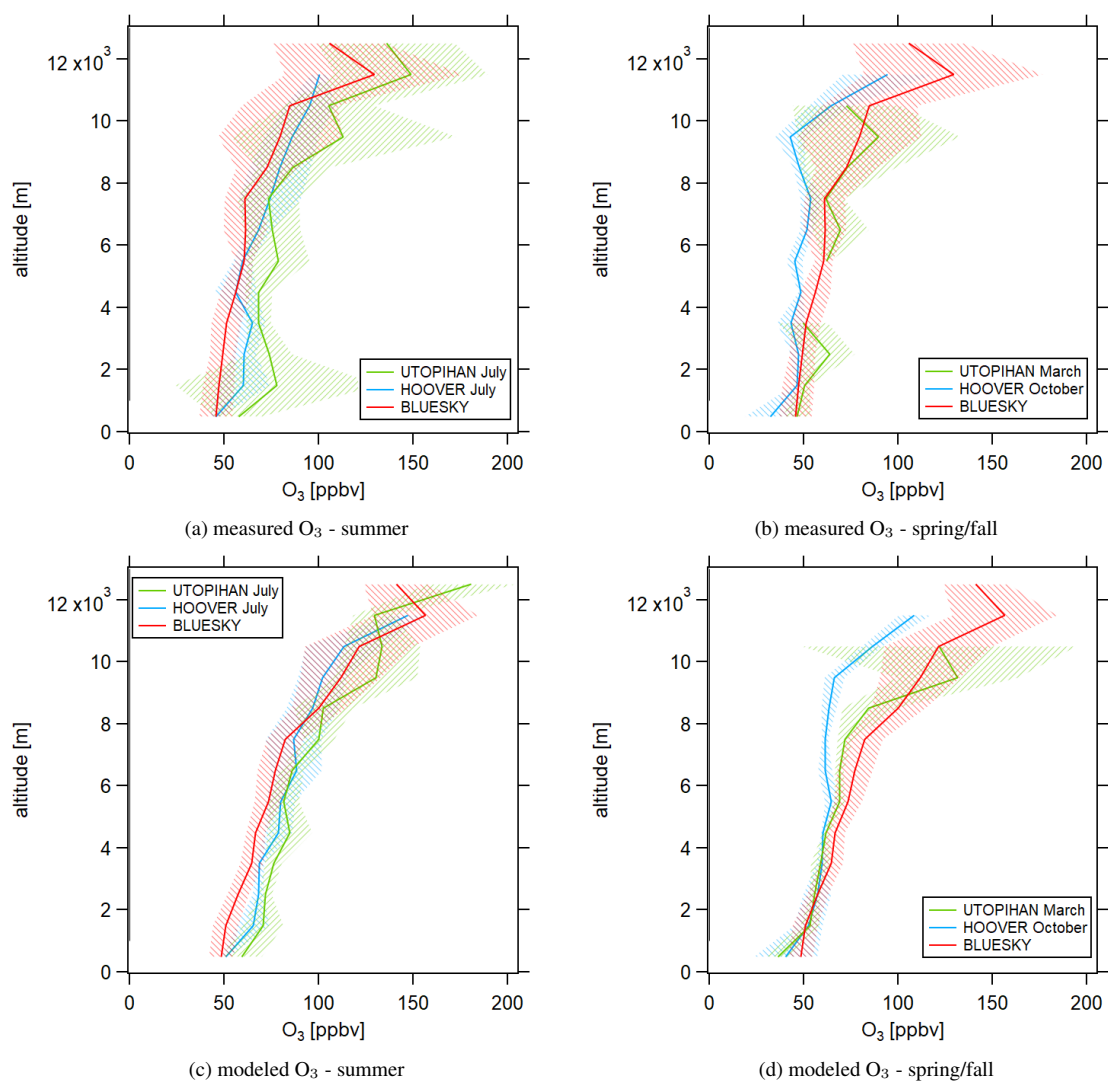 12 x10³
10
8
6
4
2
0
altitude [m]
UTOPIHAN July
HOOVER July
BLUESKY
0 50 100 150 200
O₃ [ppbv]
(a) measured O₃ - summer
12 x10³
10
8
6
4
2
0
altitude [m]
UTOPIHAN March
HOOVER October
BLUESKY
0 50 100 150 200
O₃ [ppbv]
(b) measured O₃ - spring/fall
12 x10³
10
8
6
4
2
0
altitude [m]
UTOPIHAN July
HOOVER July
BLUESKY
0 50 100 150 200
O₃ [ppbv]
(c) modeled O₃ - summer
12 x10³
10
8
6
4
2
0
altitude [m]
UTOPIHAN March
HOOVER October
BLUESKY
0 50 100 150 200
O₃ [ppbv]
(d) modeled O₃ - spring/fall